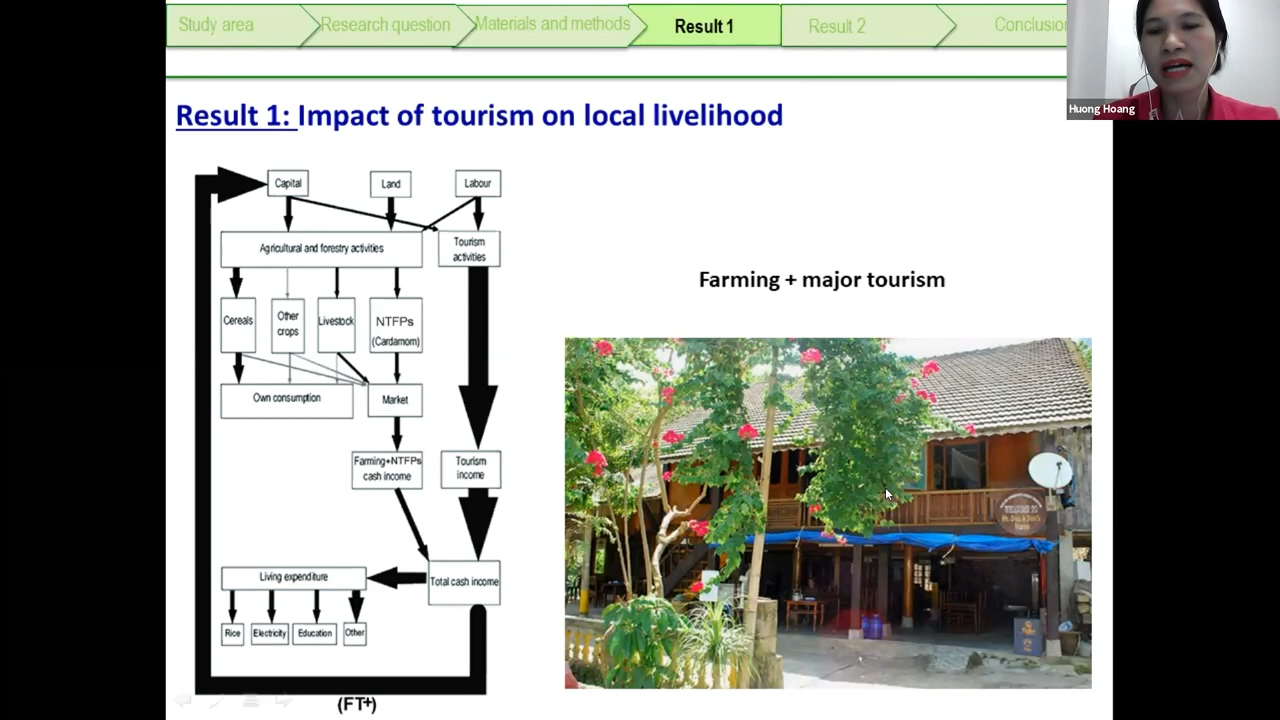 Study area
Research question
Materials and methods
Result 1
Result 2
Conclusion
Huong Hoang
Result 1: Impact of tourism on local livelihood
Capital
Land
Labour
Agricultural and forestry activities
Tourism
activities
Cereals
Other
crops
Livestock
NTFPs
(Cardamom)
Own consumption
Market
Farming+NTFPs
cash income
Tourism
income
Living expenditure
Total cash income
Rice
Electricity
Education
Other
(FT+)
Farming + major tourism
WELCOME TO
Home